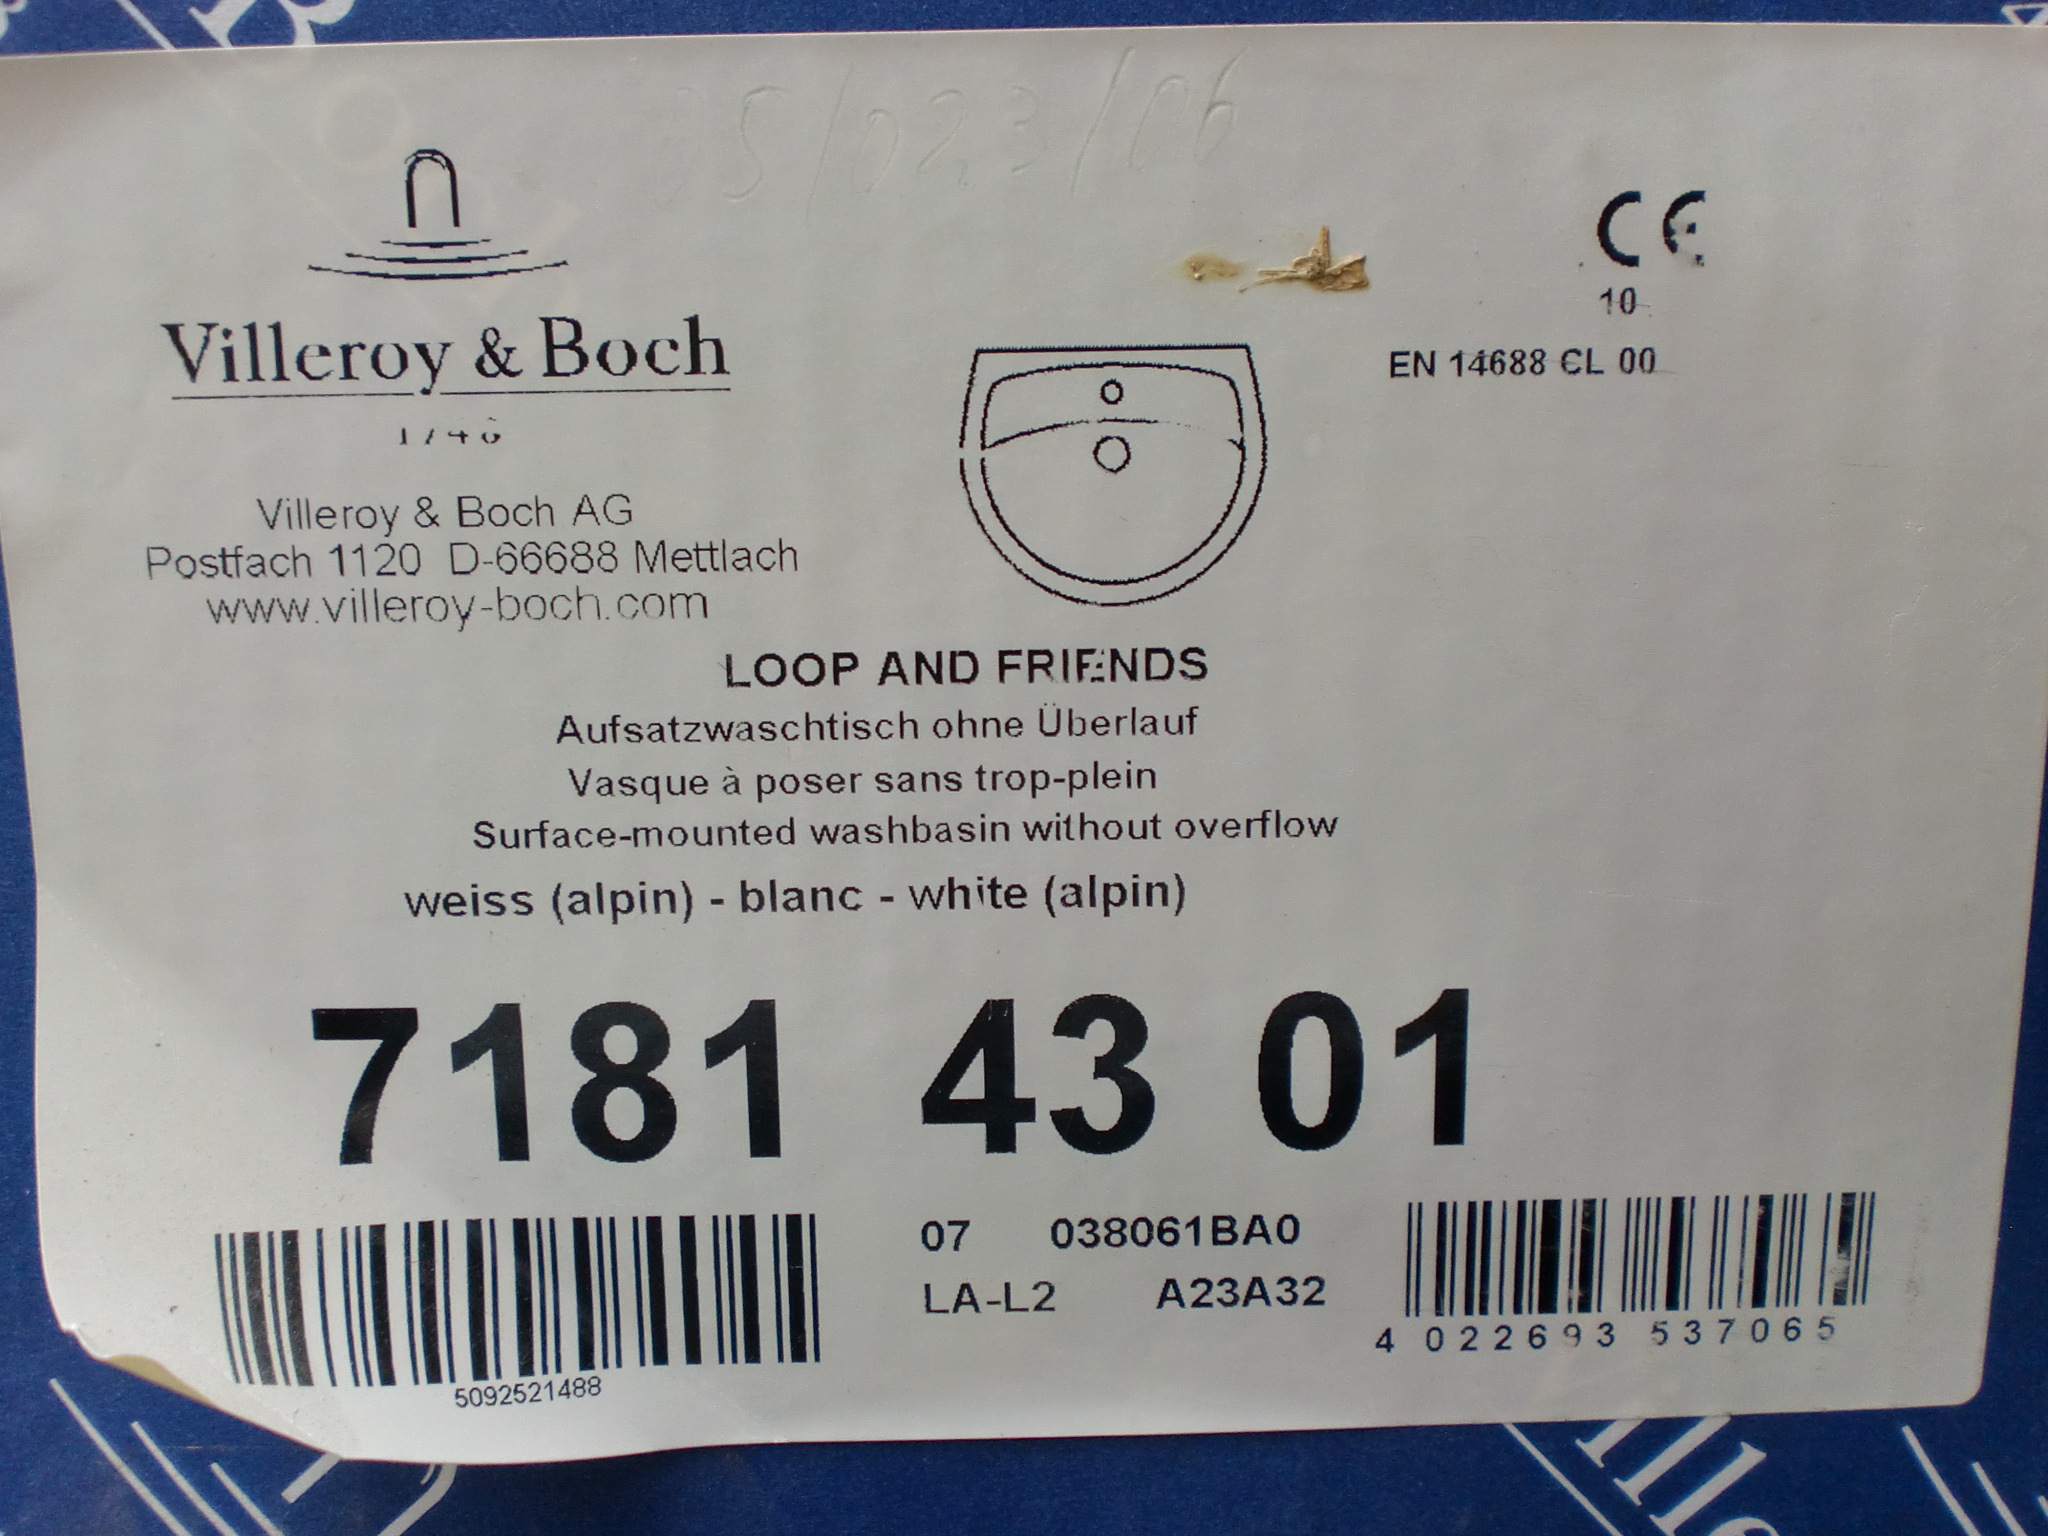 Villeroy & Boch
Villeroy & Boch AG
Postfach 1120 D-66688 Mettlach
www.villeroy-boch.com
CE
10
EN 14688 CL 00
LOOP AND FRIENDS
Aufsatzwaschtisch ohne Überlauf
Vasque à poser sans trop-plein
Surface-mounted washbasin without overflow
weiss (alpin) - blanc - white (alpin)
7181 43 01
07 038061BA0
LA-L2 A23A32
5092521488
4 022693 537065